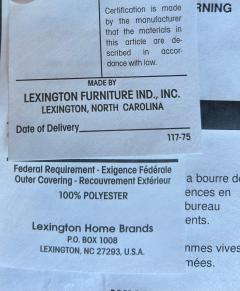 Certification is made
by the manufacturer
that the materials in
this article are de-
scribed in accor-
dance with law.
RNING
MADE BY
LEXINGTON FURNITURE IND., INC.
LEXINGTON, NORTH CAROLINA
Date of Delivery
117-75
Federal Requirement - Exigence Fédérale
Outer Covering - Recouvrement Extérieur
100% POLYESTER
Lexington Home Brands
P.O. BOX 1008
LEXINGTON, NC 27293, U.S.A.
a bourre d
ences en
bureau
ents.
nmes vives
mées.